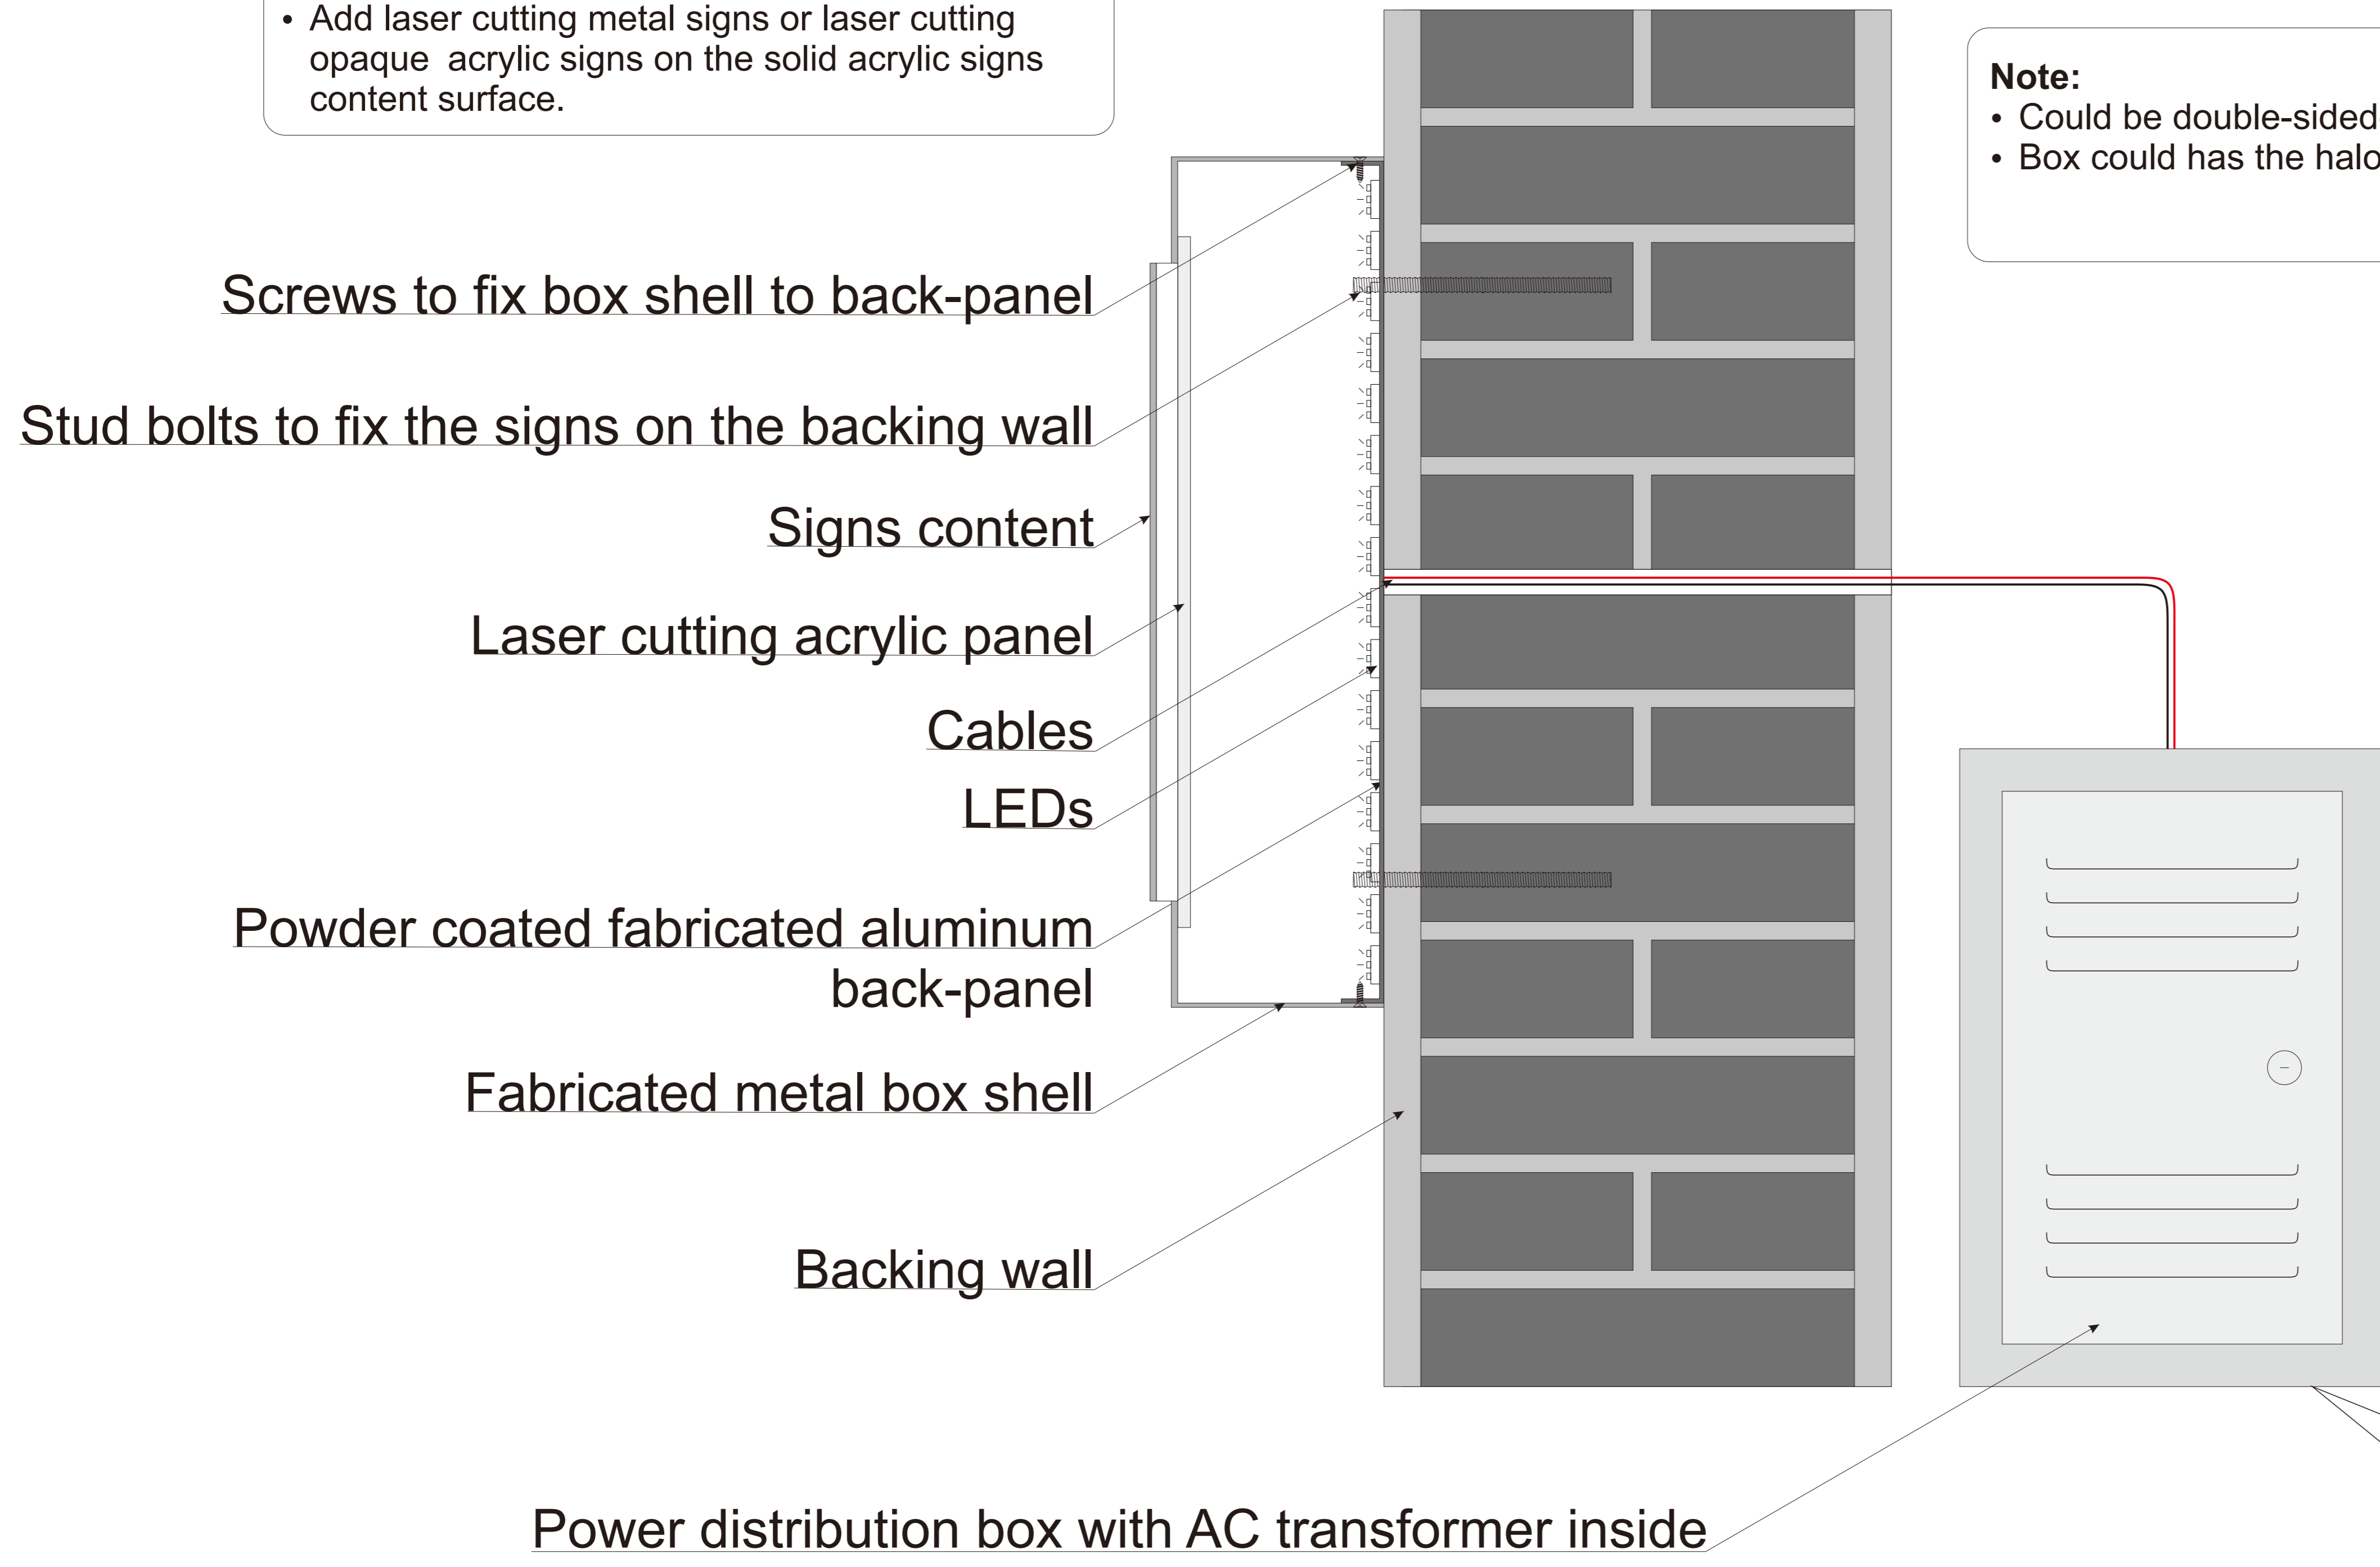 • Add laser cutting metal signs or laser cutting
opaque acrylic signs on the solid acrylic signs
content surface.
Note:
• Could be double-sided
• Box could has the halo
Screws to fix box shell to back-panel
Stud bolts to fix the signs on the backing wall
Signs content
Laser cutting acrylic panel
Cables
LEDs
Powder coated fabricated aluminum
back-panel
Fabricated metal box shell
Backing wall
Power distribution box with AC transformer inside